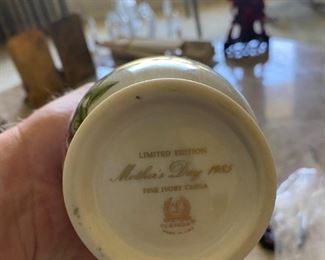 LIMITED EDITION
Mother's Day 1985
FINE IVORY CHINA